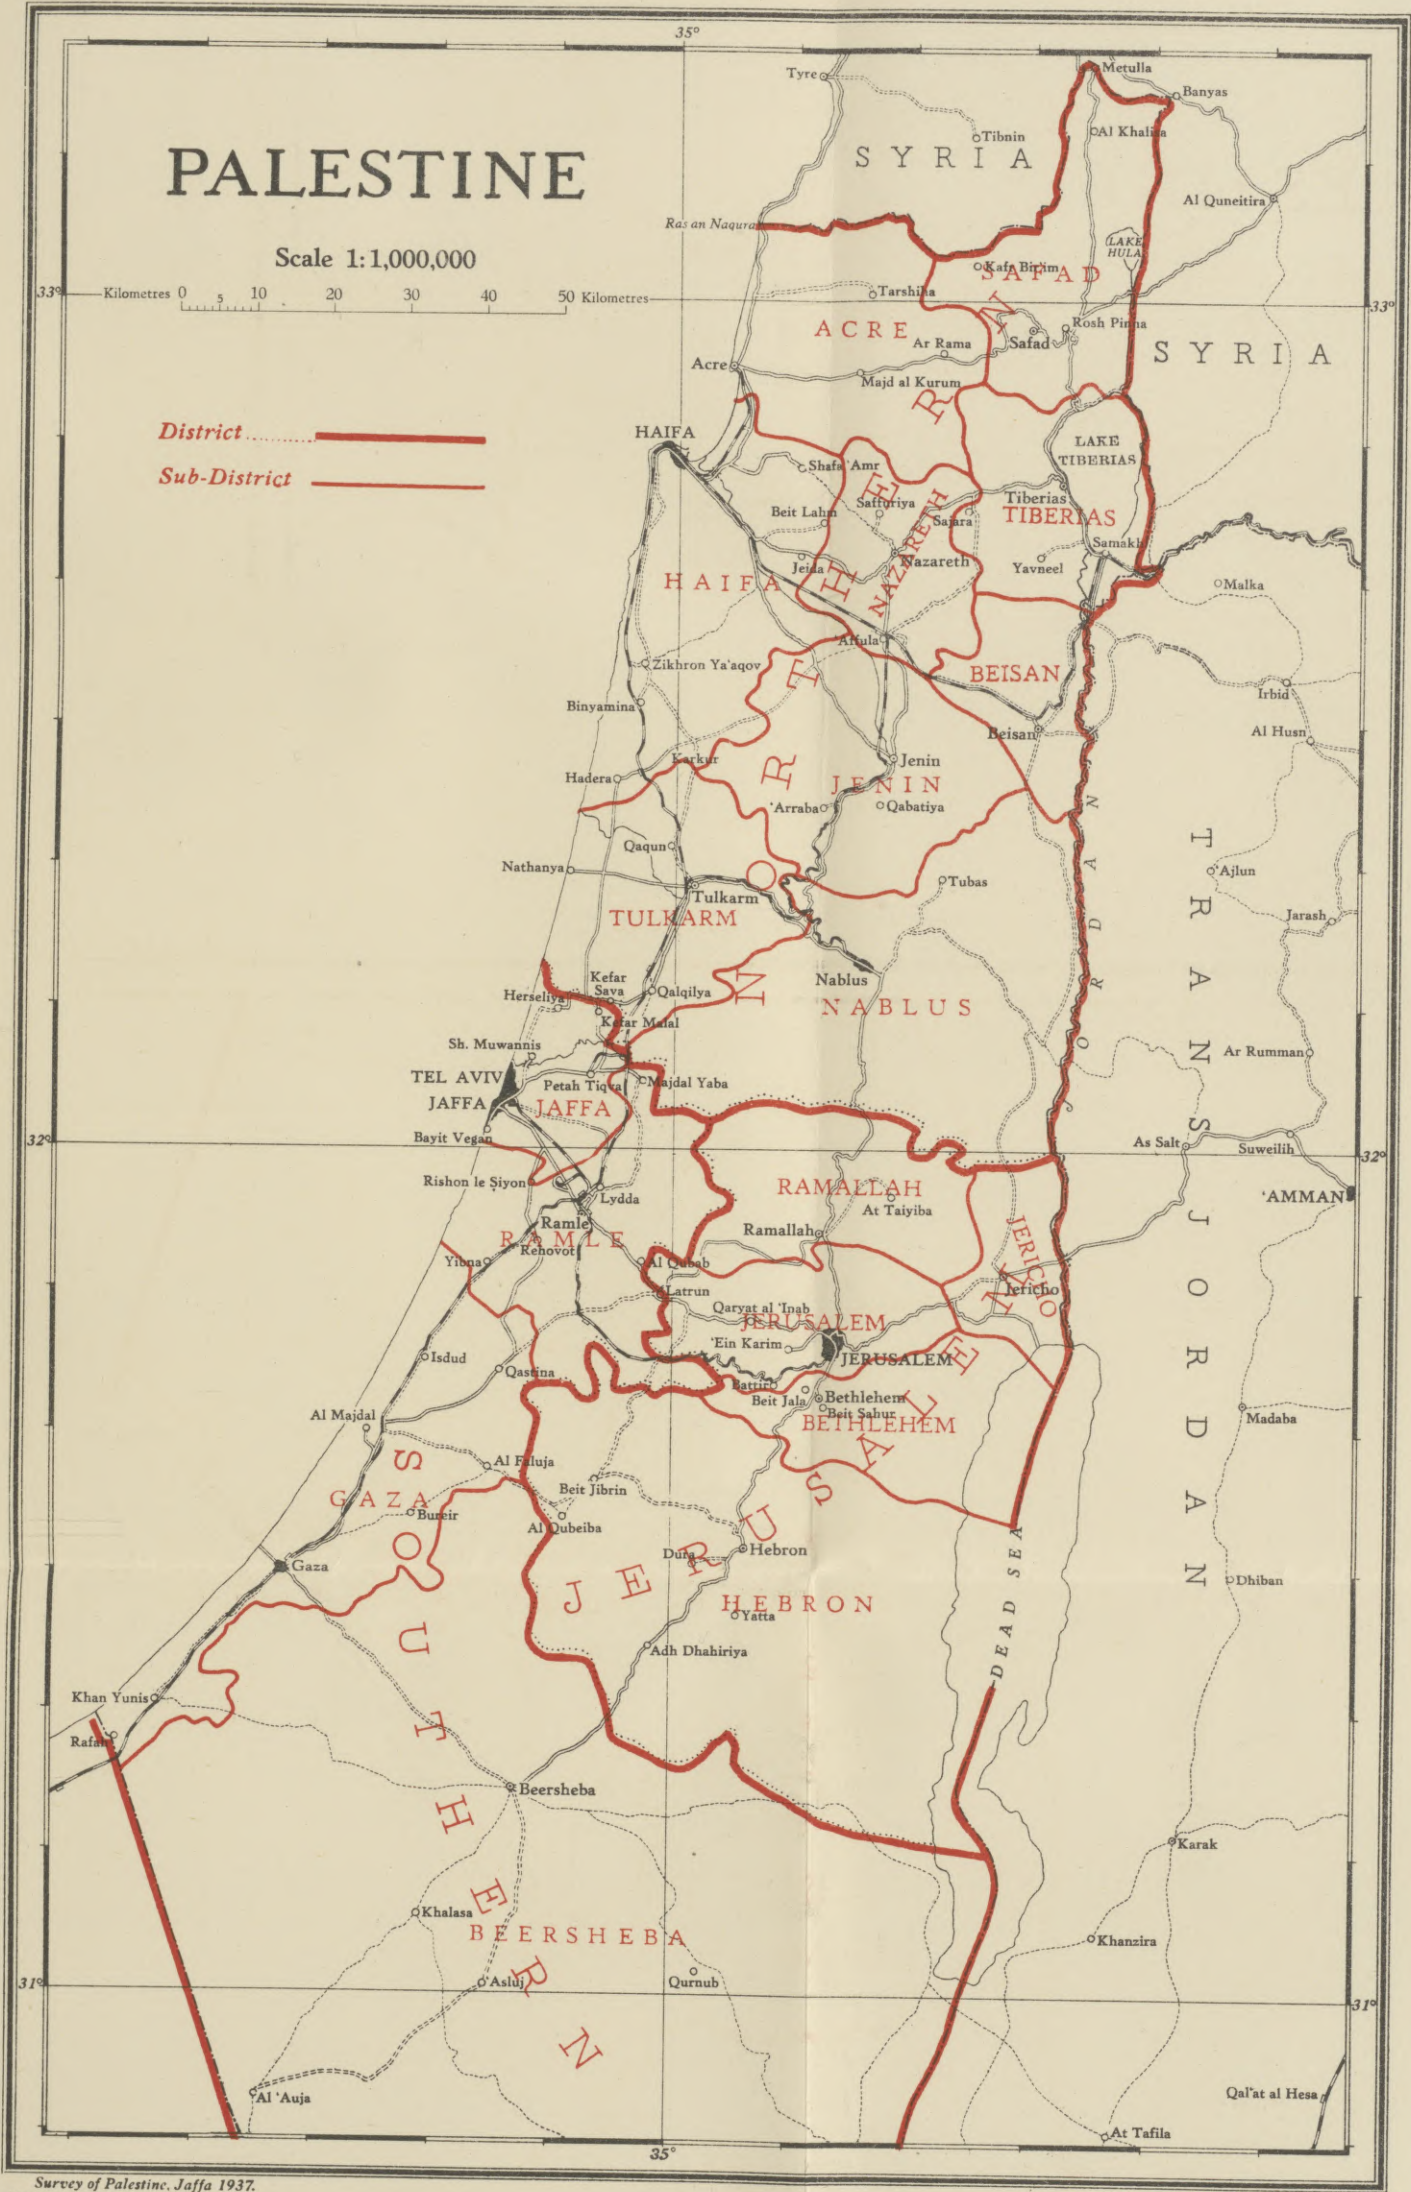 35°
Tyre
Metulla
Banyas
Al Khalisa
Tibnin
SYRIA
PALESTINE
Al Quneitira
Ras an Naqura
LAKE
HULA
Scale 1:1,000,000
Kafr Bir'im
SAFAD
33°
Kilometres 0 5 10 20 30 40 50 Kilometres
Tarshiha
33°
ACRE
Rosh Pinna
Ar Rama
Safad
SYRIA
Acre
Majd al Kurum
District
HAIFA
LAKE
TIBERIAS
Sub-District
Shafa 'Amr
Tiberias
Saffuriya
Beit Lahm
Sajara
TIBERIAS
NAZARETH
Samakh
Jeida
Nazareth
Yavneel
HAIFA
Malka
'Affula
Zikhron Ya'aqov
BEISAN
Irbid
Binyamina
Beisan
Al Husn
Karkur
Jenin
Hadera
JENIN
'Arraba
Qabatiya
Qaqun
Nathanya
'Ajlun
Tubas
Tulkarm
TULKARM
Jarash
NORTHERN
JORDAN
TRANSJORDAN
Kefar
Sava
Nablus
Herseliya
Qalqilya
NABLUS
Kefar Malal
Sh. Muwannis
Ar Rumman
TEL AVIV
Petah Tiqva
Majdal Yaba
JAFFA
JAFFA
Bayit Vegan
32°
As Salt
Suweilih
32°
Rishon le Siyon
RAMALLAH
Lydda
'AMMAN
At Taiyiba
Ramle
Ramallah
RAMLE
Rehovot
JERICHO
Yibna
Al Qubab
Latrun
Jericho
Qaryat al 'Inab
JERUSALEM
'Ein Karim
JERUSALEM
Isdud
Qastina
Battir
Beit Jala
Bethlehem
Beit Sahur
Al Majdal
BETHLEHEM
Madaba
Al Faluja
Beit Jibrin
GAZA
Bureir
Al Qubeiba
Hebron
Dura
Gaza
DEAD SEA
Dhiban
JERUSALEM
HEBRON
Yatta
Adh Dhahiriya
Khan Yunis
Rafah
Beersheba
Karak
SOUTHERN
Khalasa
BEERSHEBA
Khanzira
'Asluj
Qurnub
31°
31°
Al 'Auja
Qal'at al Hesa
At Tafila
35°
Survey of Palestine, Jaffa 1937.